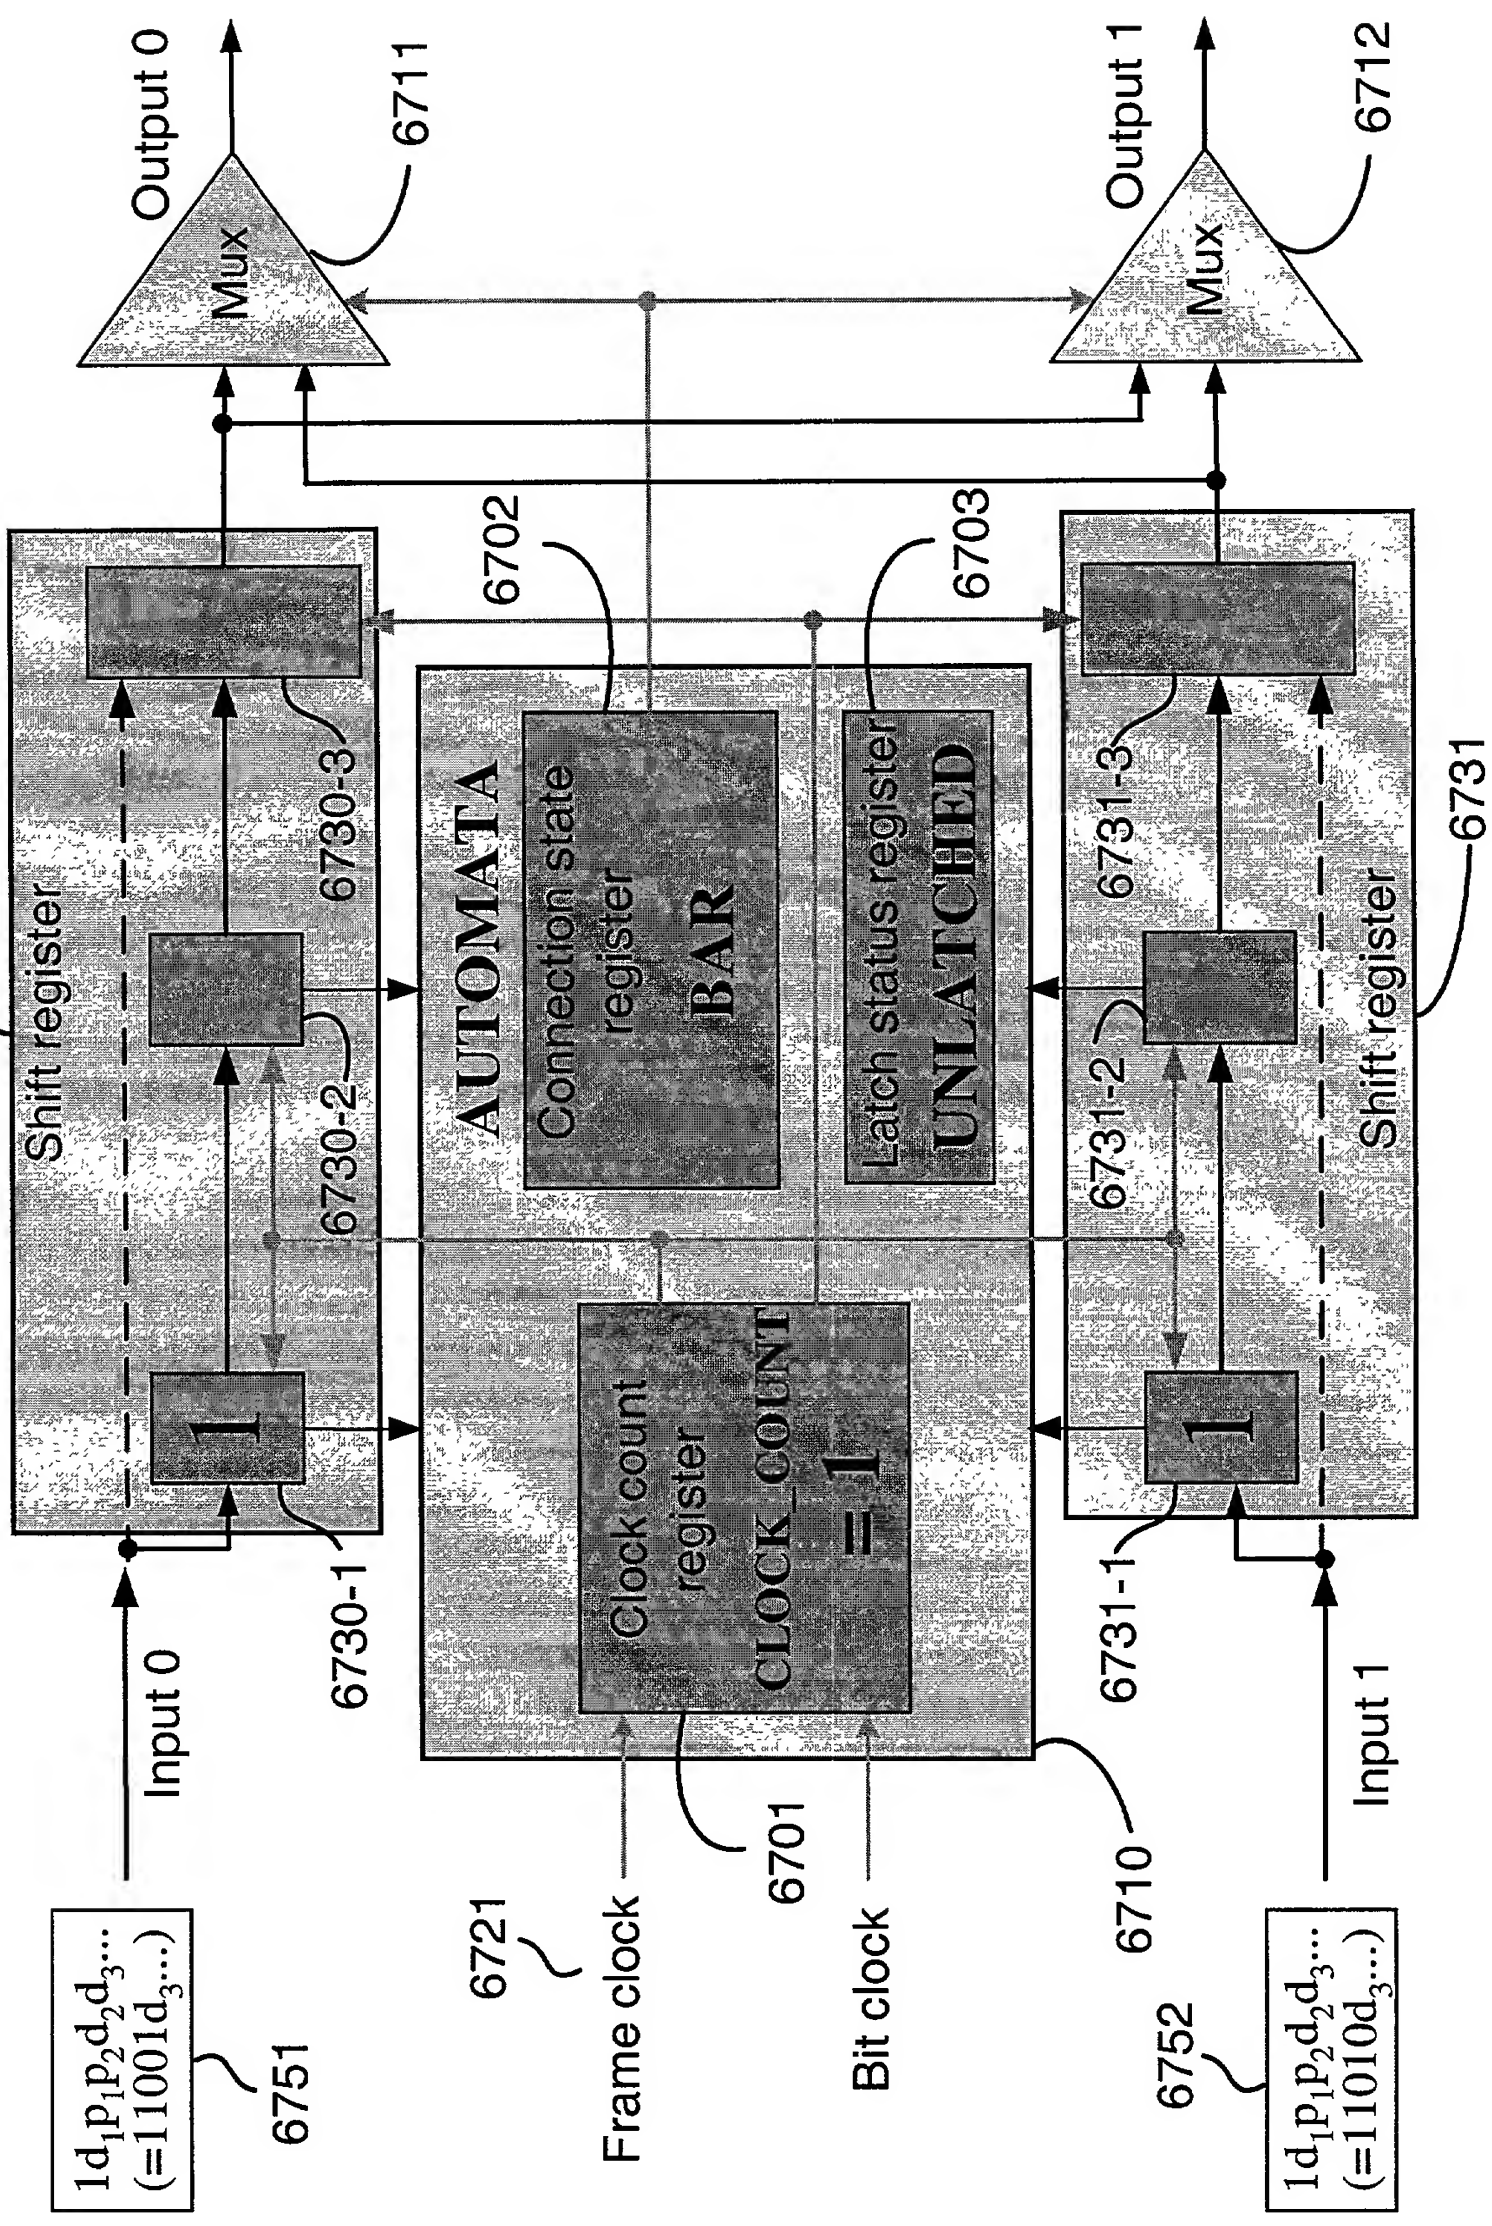 1d₁p₁p₂d₂d₃...
(=11001d₃...)
6751
Input 0
6730-1
1
Shift register
6730-2
6730-3
Output 0
Mux
6711
6721
Frame clock
6701
Bit clock
6710
Clock count
register
CLOCK_COUNT
= 1
AUTOMATA
Connection state
register
BAR
6702
Latch status register
UNLATCHED
6703
1d₁p₁p₂d₂d₃...
(=11010d₃...)
6752
Input 1
6731-1
1
6731-2
6731-3
Shift register
6731
Output 1
Mux
6712